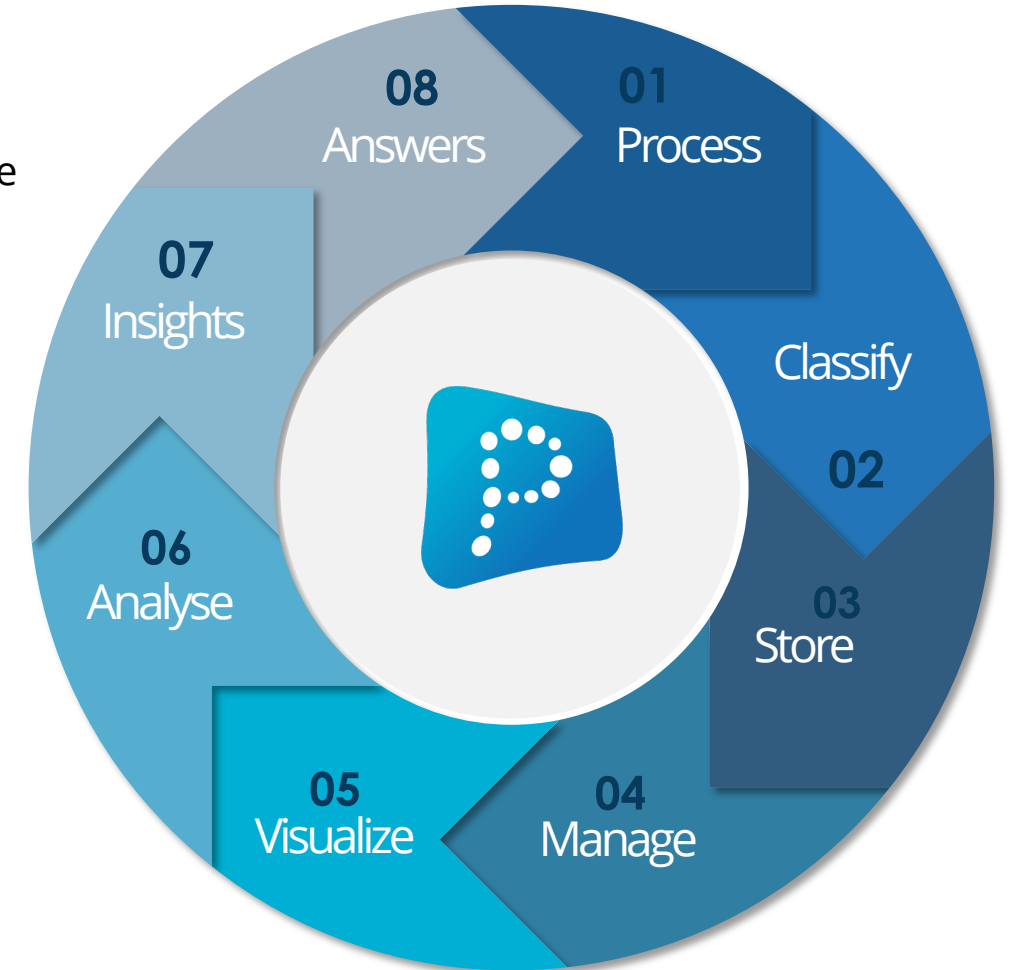 01
Process
Classify
02
03
Store
04
Manage
05
Visualize
06
Analyse
07
Insights
08
Answers
e
P